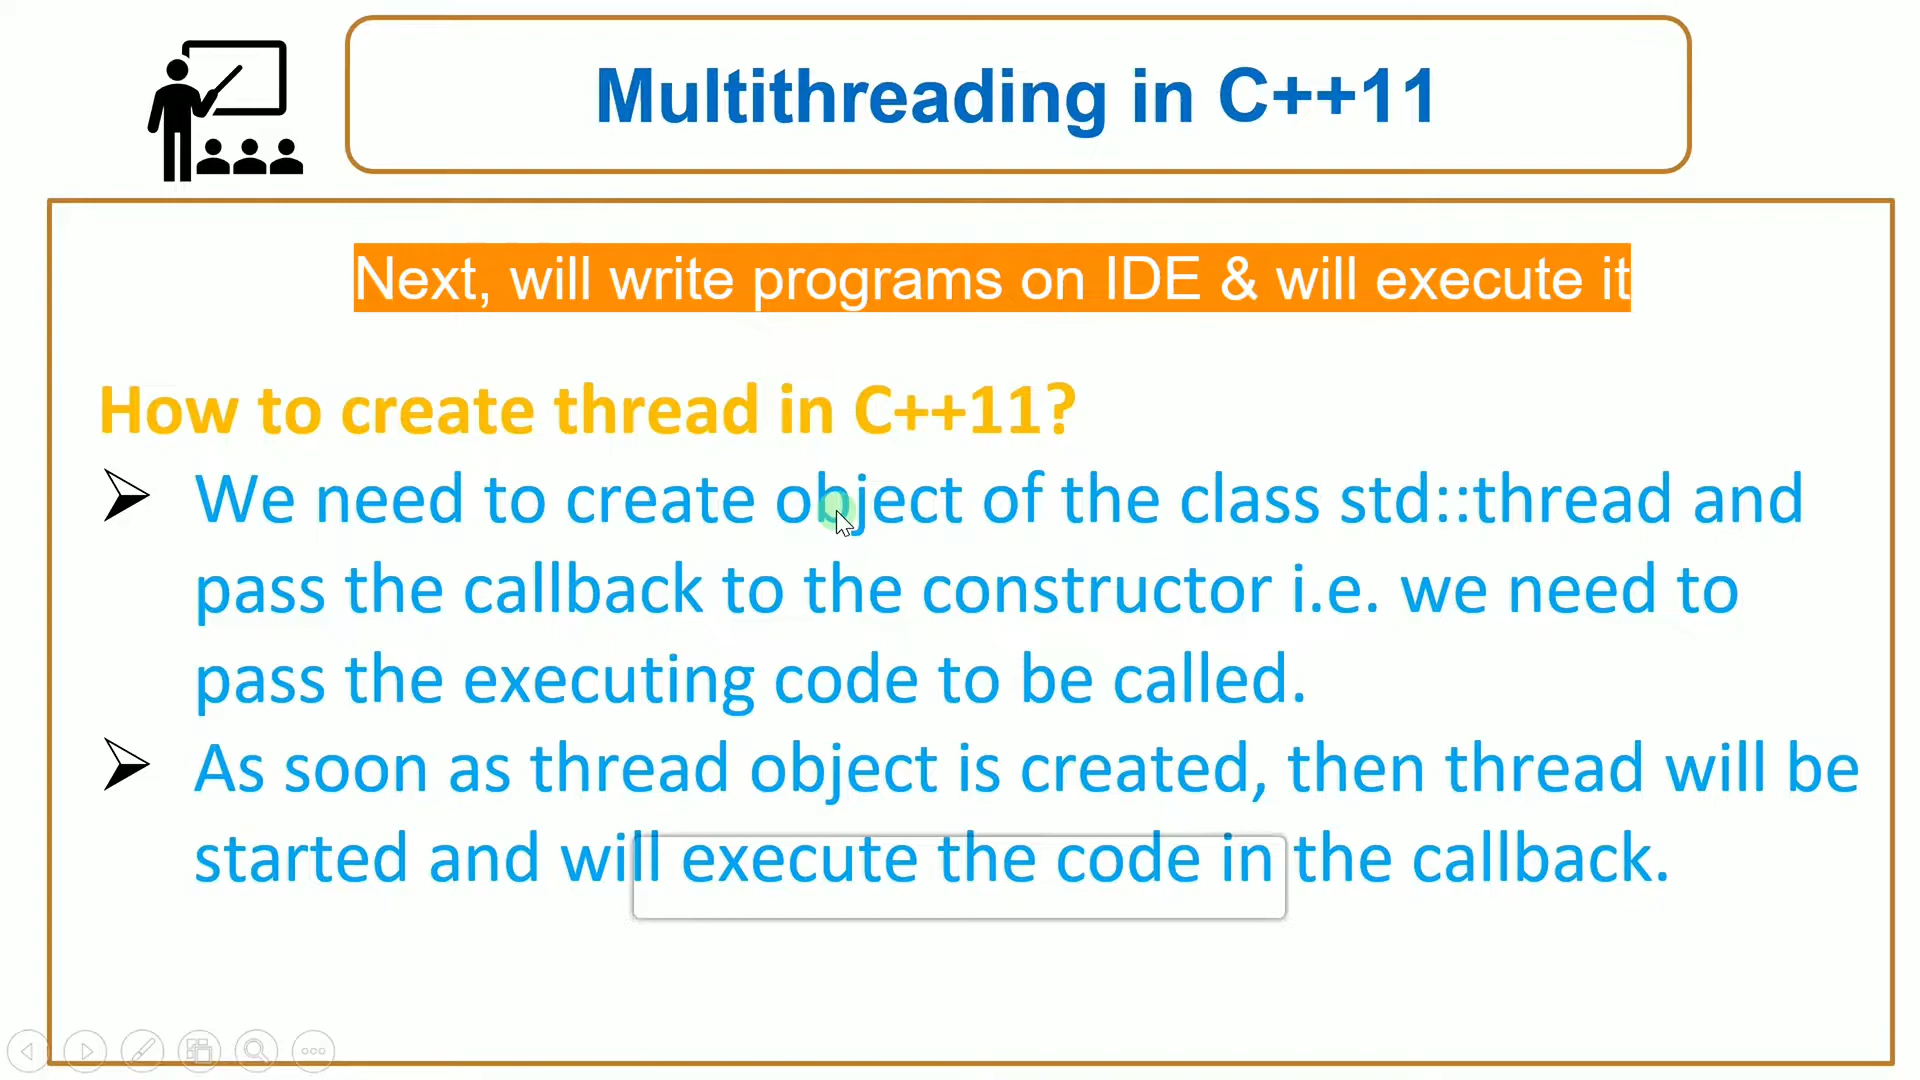 Multithreading in C++11
Next, will write programs on IDE & will execute it
How to create thread in C++11?
We need to create object of the class std::thread and
pass the callback to the constructor i.e. we need to
pass the executing code to be called.
As soon as thread object is created, then thread will be
started and will execute the code in the callback.